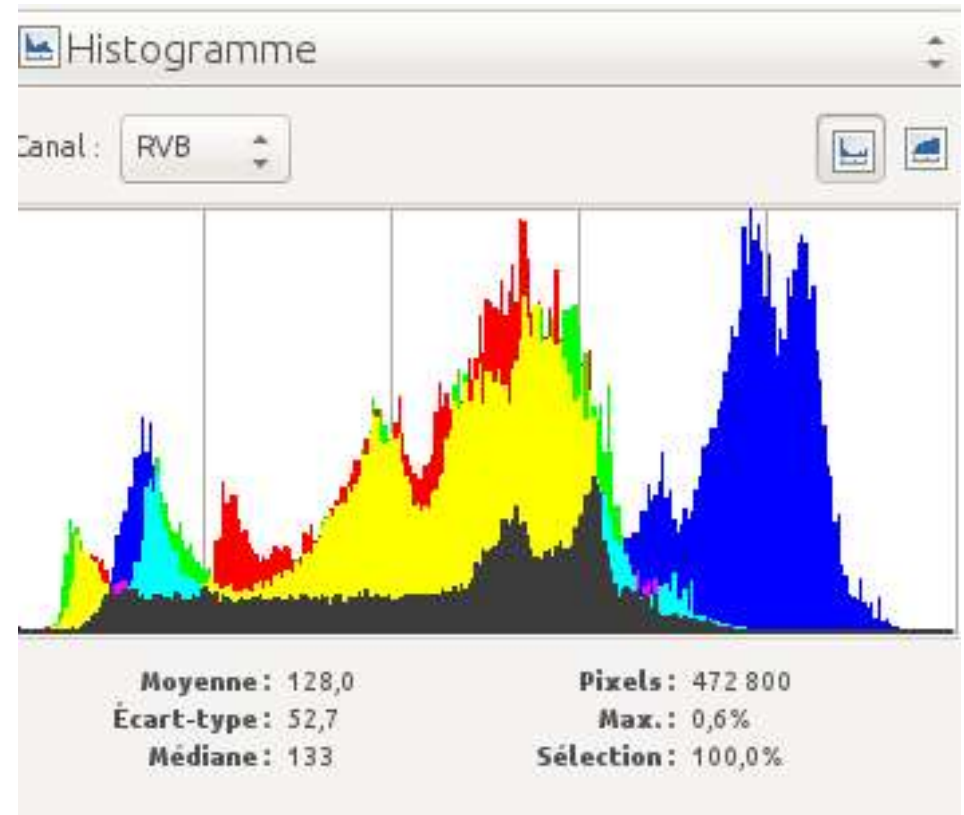 Histogramme
Canal : RVB
Moyenne : 128,0 Pixels : 472 800
Écart-type : 52,7 Max. : 0,6%
Médiane : 133 Sélection : 100,0%